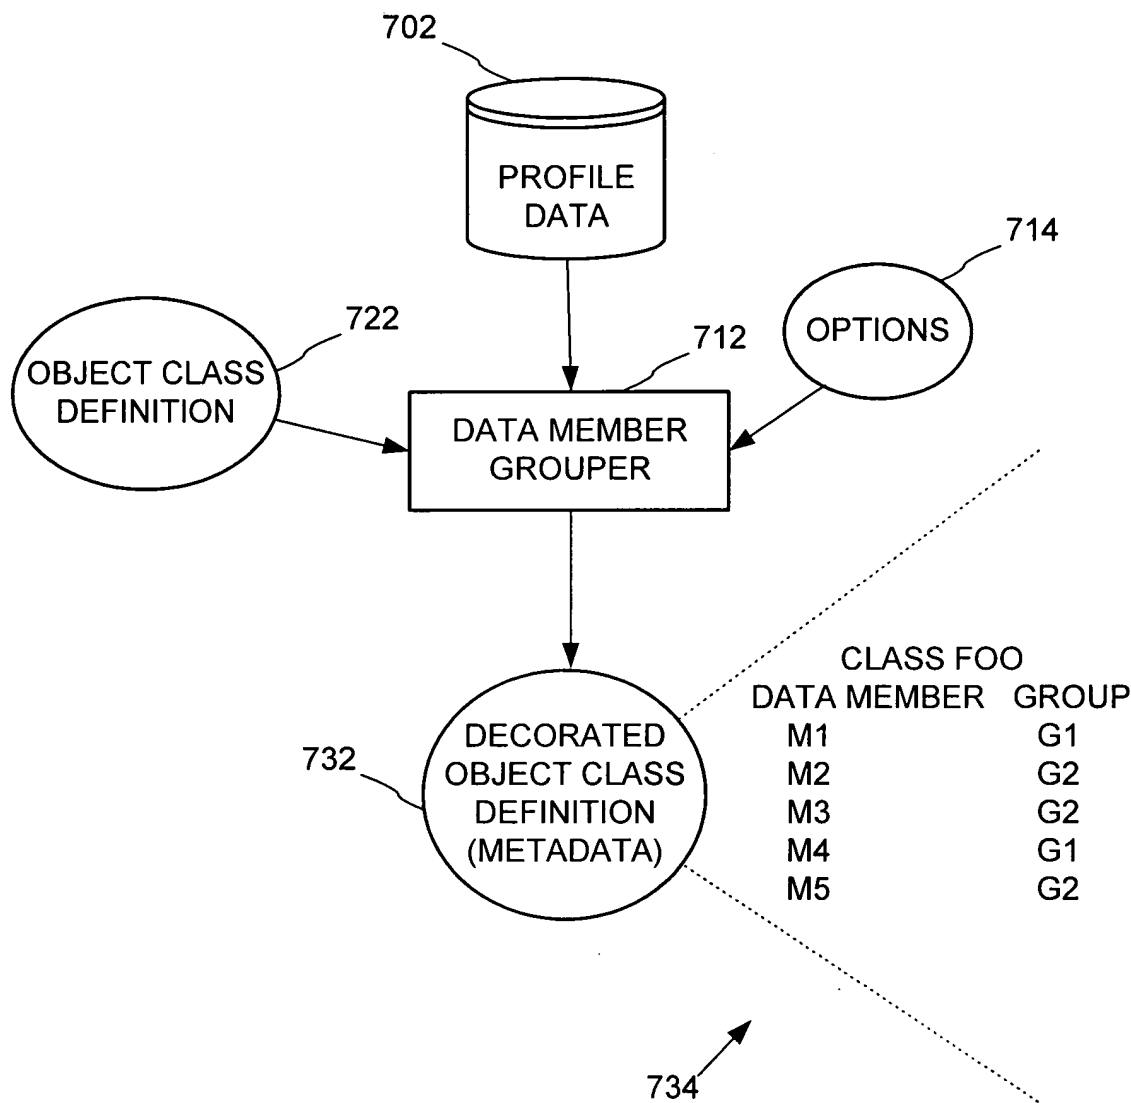 702
PROFILE
DATA
714
OPTIONS
722
OBJECT CLASS
DEFINITION
712
DATA MEMBER
GROUPER
732
DECORATED
OBJECT CLASS
DEFINITION
(METADATA)
CLASS FOO
DATA MEMBER GROUP
M1 G1
M2 G2
M3 G2
M4 G1
M5 G2
734